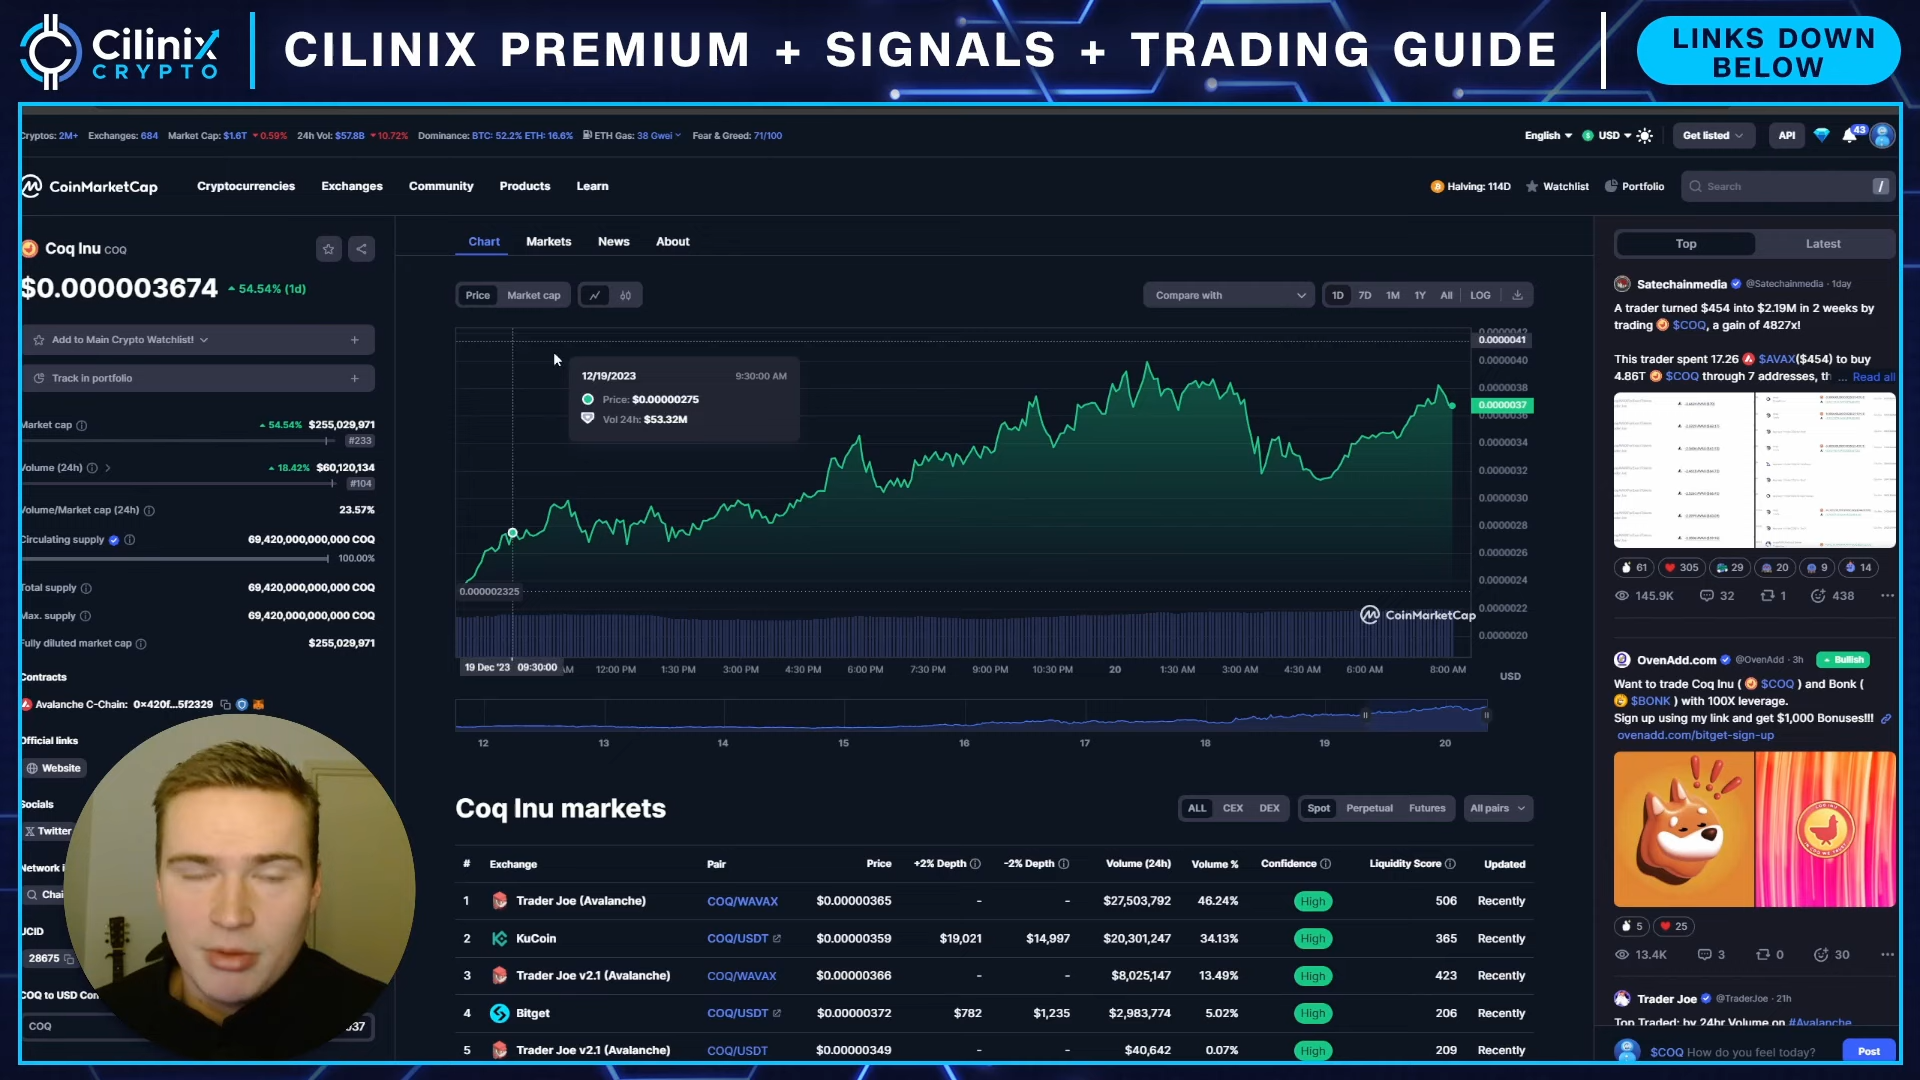 Cilinix
CRYPTO
CILINIX PREMIUM + SIGNALS + TRADING GUIDE
LINKS DOWN
BELOW
Cryptos: 2M+ Exchanges: 684 Market Cap: $1.6T 0.59% 24h Vol: $57.8B 10.72% Dominance: BTC: 52.2% ETH: 16.6% ETH Gas: 38 Gwei Fear & Greed: 71/100
English USD Get listed API 43
CoinMarketCap Cryptocurrencies Exchanges Community Products Learn
Halving: 114D Watchlist Portfolio Search /
Coq Inu COQ
$0.000003674 54.54% (1d)
Add to Main Crypto Watchlist! +
Track in portfolio +
Market cap 54.54% $255,029,971
#233
Volume (24h) 18.42% $60,120,134
#104
Volume/Market cap (24h) 23.57%
Circulating supply 69,420,000,000,000 COQ
100.00%
Total supply 69,420,000,000,000 COQ
Max. supply 69,420,000,000,000 COQ
Fully diluted market cap $255,029,971
Contracts
Avalanche C-Chain: 0x420f...5f2329
Official links
Website
Socials
Twitter
Network i
Chai
UCID
28675
COQ to USD Con
COQ 037
Chart Markets News About
Price Market cap
Compare with 1D 7D 1M 1Y All LOG
12/19/2023 9:30:00 AM
Price: $0.00000275
Vol 24h: $53.32M
0.0000042
0.0000041
0.0000040
0.0000038
0.0000037
0.0000036
0.0000034
0.0000032
0.0000030
0.0000028
0.0000026
0.0000024
0.0000022
0.0000020
0.000002325
CoinMarketCap
19 Dec '23 09:30:00 AM 12:00 PM 1:30 PM 3:00 PM 4:30 PM 6:00 PM 7:30 PM 9:00 PM 10:30 PM 20 1:30 AM 3:00 AM 4:30 AM 6:00 AM 8:00 AM
USD
12 13 14 15 16 17 18 19 20
Coq Inu markets
ALL CEX DEX Spot Perpetual Futures All pairs
# Exchange Pair Price +2% Depth -2% Depth Volume (24h) Volume % Confidence Liquidity Score Updated
1 Trader Joe (Avalanche) COQ/WAVAX $0.00000365 - - $27,503,792 46.24% High 506 Recently
2 KuCoin COQ/USDT $0.00000359 $19,021 $14,997 $20,301,247 34.13% High 365 Recently
3 Trader Joe v2.1 (Avalanche) COQ/WAVAX $0.00000366 - - $8,025,147 13.49% High 423 Recently
4 Bitget COQ/USDT $0.00000372 $782 $1,235 $2,983,774 5.02% High 206 Recently
5 Trader Joe v2.1 (Avalanche) COQ/USDT $0.00000349 - - $40,642 0.07% High 209 Recently
Top Latest
Satechainmedia @Satechainmedia · 1day
A trader turned $454 into $2.19M in 2 weeks by
trading $COQ, a gain of 4827x!
This trader spent 17.26 $AVAX($454) to buy
4.86T $COQ through 7 addresses, th ... Read all
61 305 29 20 9 14
145.9K 32 1 438
OvenAdd.com @OvenAdd · 3h Bullish
Want to trade Coq Inu ( $COQ ) and Bonk (
$BONK ) with 100X leverage.
Sign up using my link and get $1,000 Bonuses!!!
ovenadd.com/bitget-sign-up
5 25
13.4K 3 0 30
Trader Joe @TraderJoe · 21h
Top Traded: by 24hr Volume on #Avalanche
$COQ How do you feel today? Post